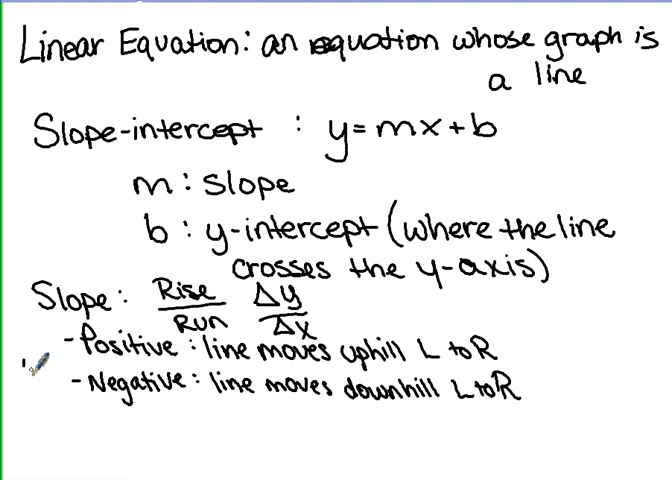 Linear Equation: an equation whose graph is
a line
Slope-intercept : y = mx + b
m : slope
b : y-intercept (where the line
crosses the y-axis)
Slope : Rise/Run Δy/Δx
- Positive : line moves uphill L to R
- Negative : line moves downhill L to R